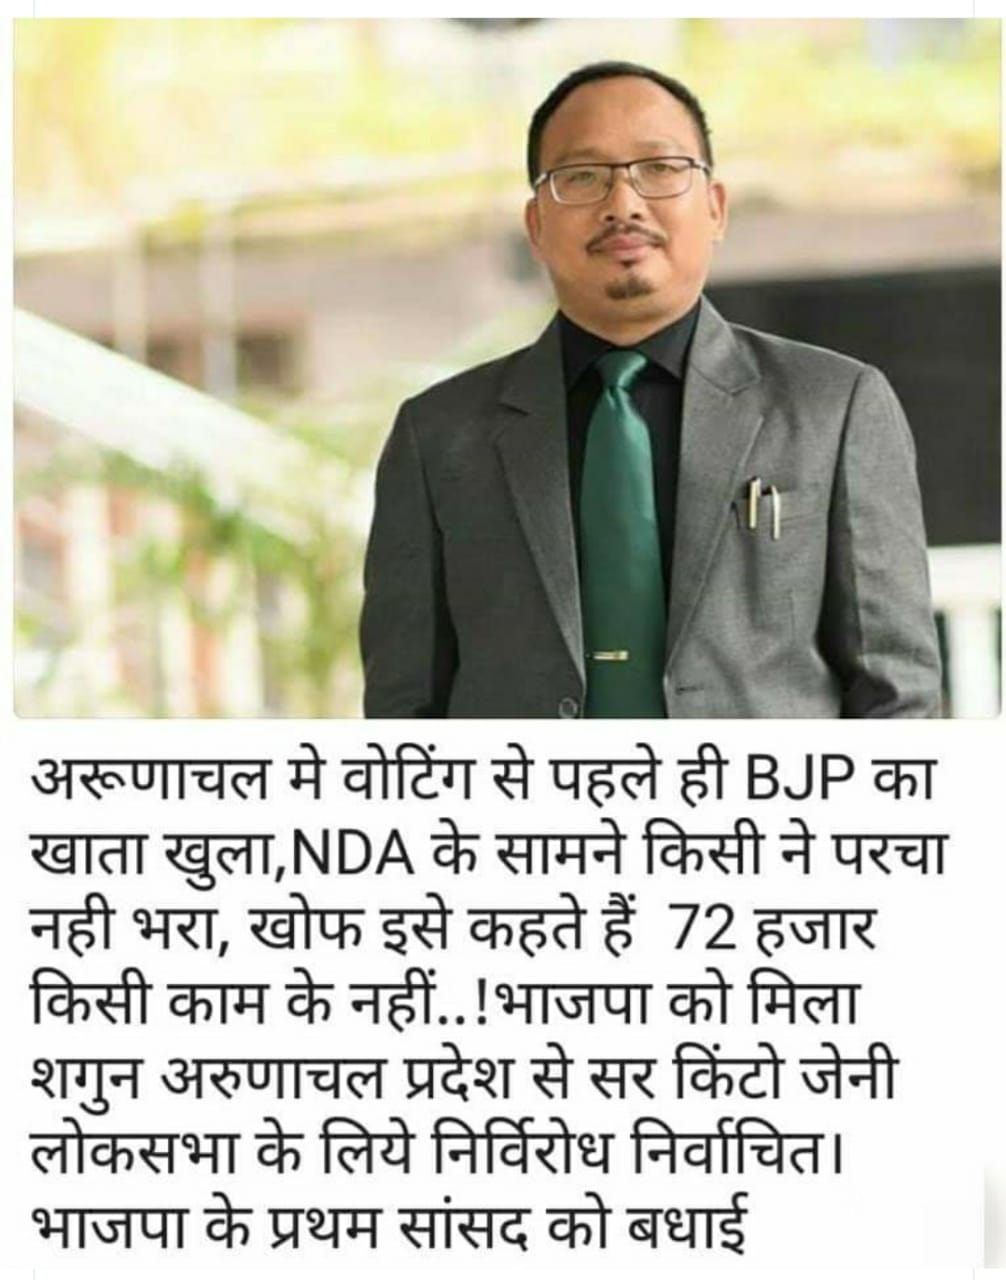 अरूणाचल मे वोटिंग से पहले ही BJP का
खाता खुला,NDA के सामने किसी ने परचा
नही भरा, खोफ इसे कहते हैं 72 हजार
किसी काम के नहीं..!भाजपा को मिला
शगुन अरुणाचल प्रदेश से सर किंटो जेनी
लोकसभा के लिये निर्विरोध निर्वाचित।
भाजपा के प्रथम सांसद को बधाई